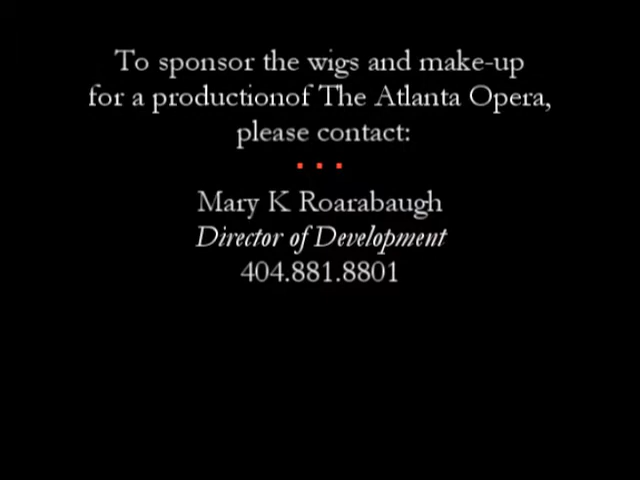 To sponsor the wigs and make-up
for a productionof The Atlanta Opera,
please contact:
...
Mary K Roarabaugh
Director of Development
404.881.8801